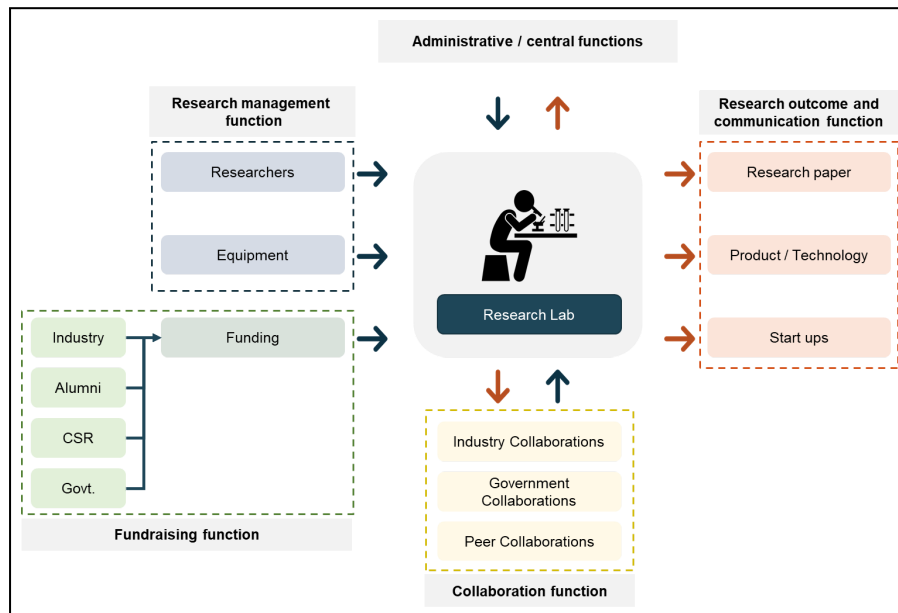 Administrative / central functions
Research management
function
Researchers
Equipment
Research outcome and
communication function
Research paper
Product / Technology
Start ups
Research Lab
Industry
Alumni
CSR
Govt.
Funding
Fundraising function
Industry Collaborations
Government
Collaborations
Peer Collaborations
Collaboration function